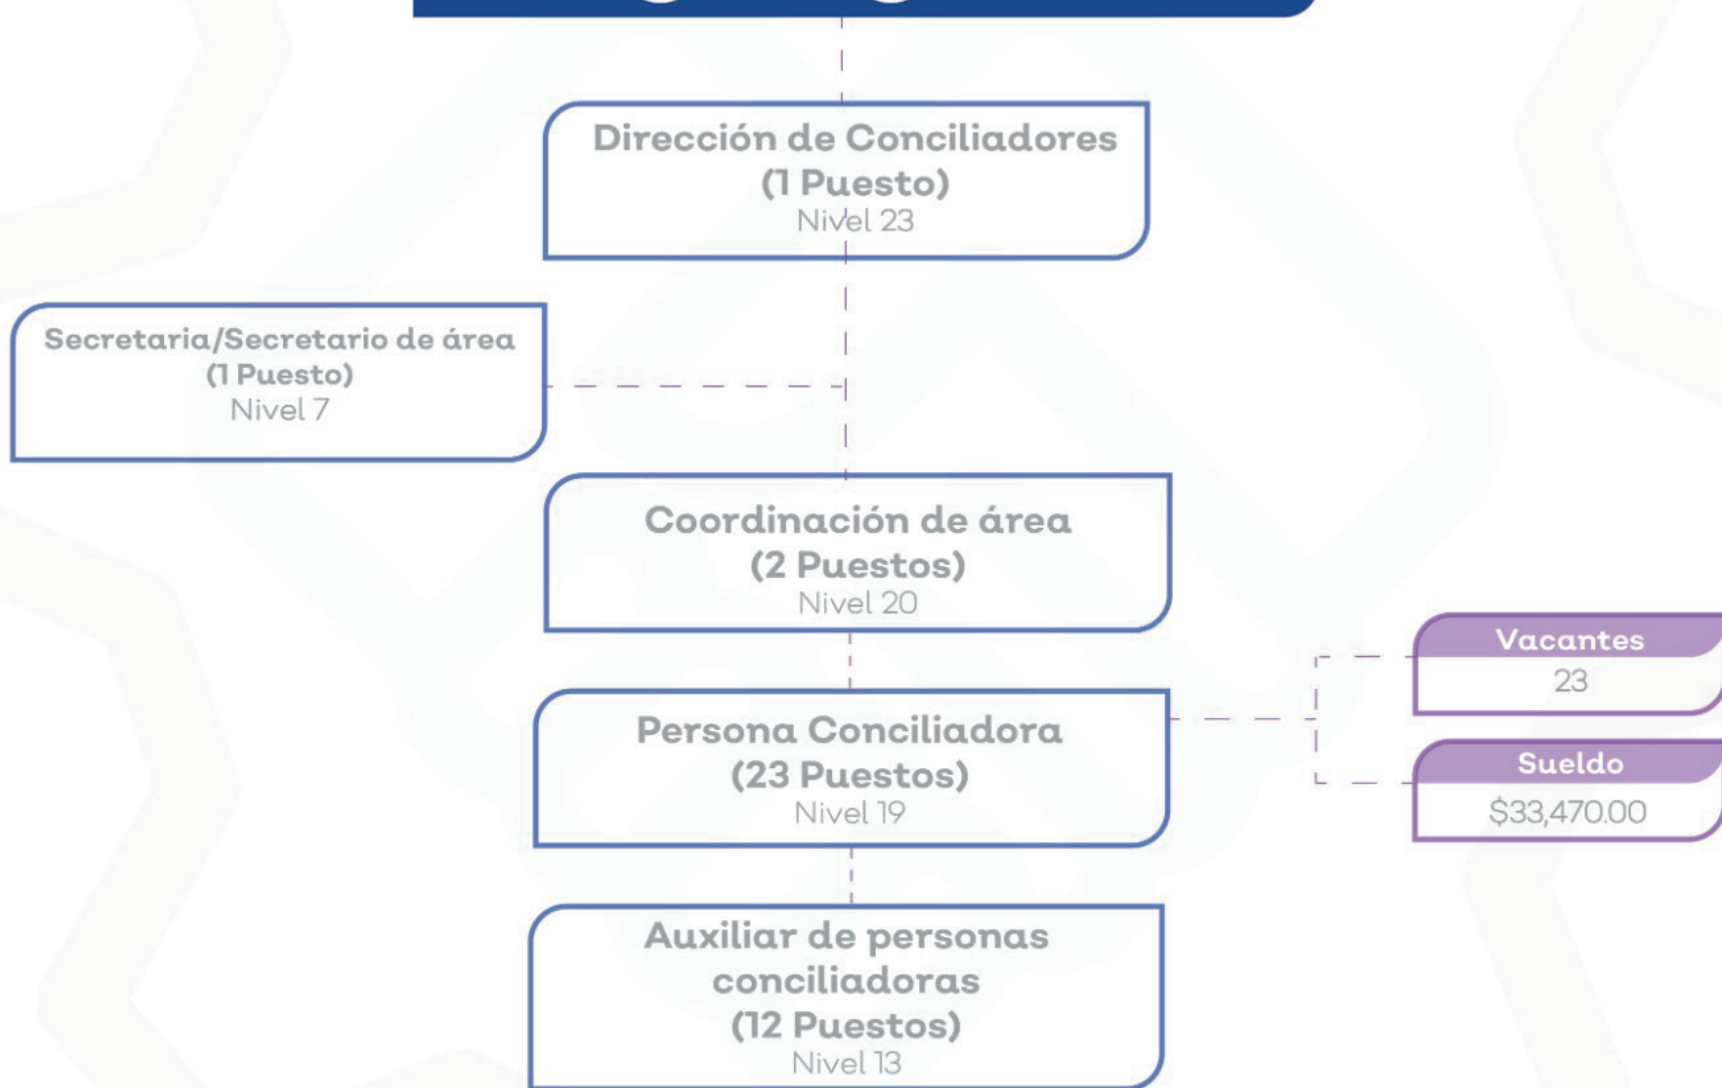 Dirección de Conciliadores
(1 Puesto)
Nivel 23
Secretaria/Secretario de área
(1 Puesto)
Nivel 7
Coordinación de área
(2 Puestos)
Nivel 20
Persona Conciliadora
(23 Puestos)
Nivel 19
Vacantes
23
Sueldo
$33,470.00
Auxiliar de personas
conciliadoras
(12 Puestos)
Nivel 13